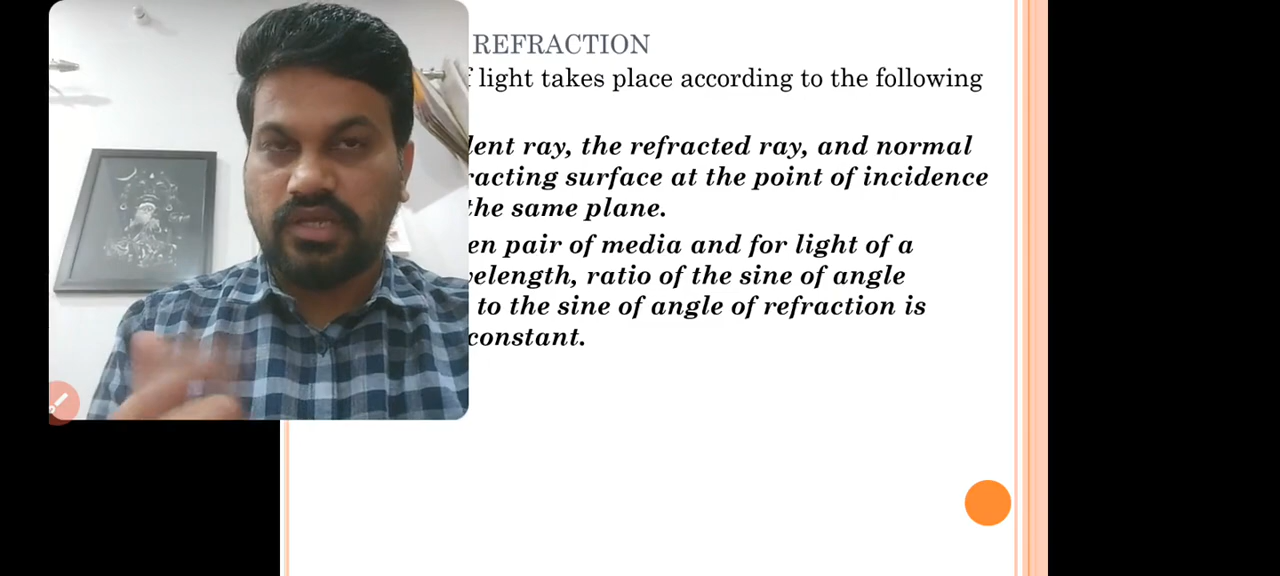 REFRACTION
f light takes place according to the following
ent ray, the refracted ray, and normal
racting surface at the point of incidence
the same plane.
en pair of media and for light of a
elength, ratio of the sine of angle
to the sine of angle of refraction is
constant.